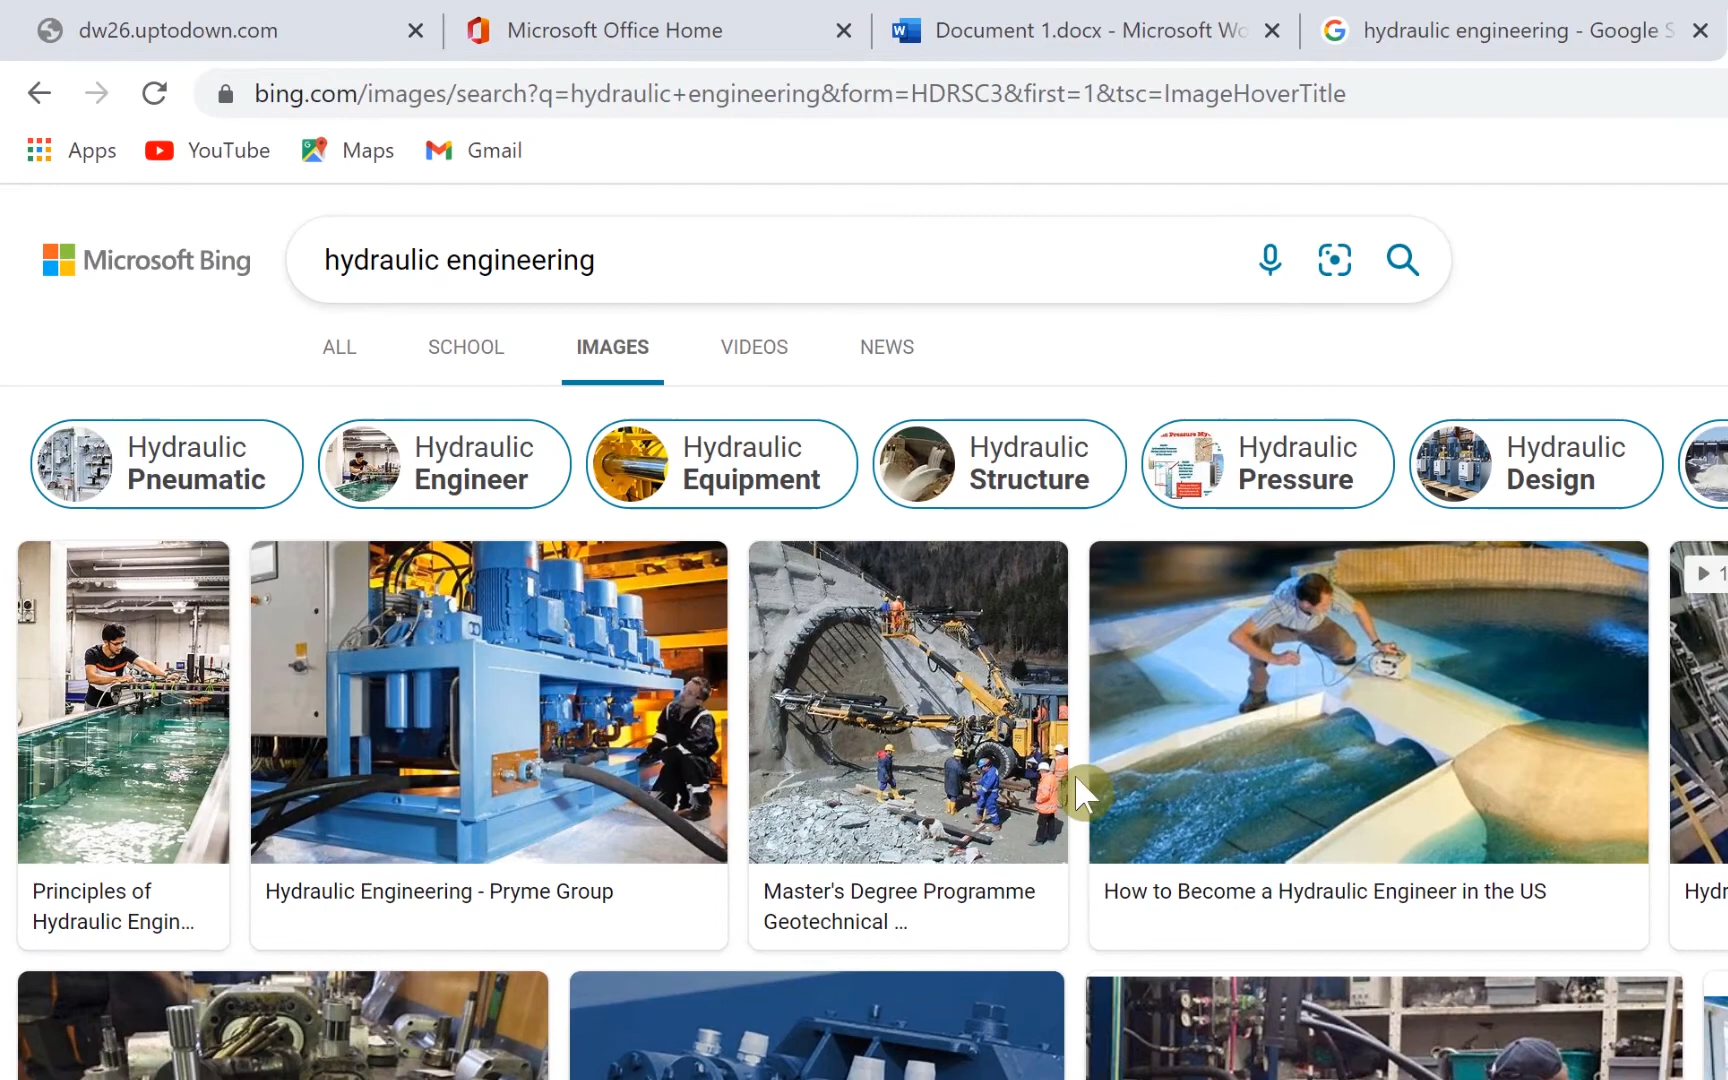 dw26.uptodown.com
Microsoft Office Home
Document 1.docx - Microsoft Wo
hydraulic engineering - Google S
bing.com/images/search?q=hydraulic+engineering&form=HDRSC3&first=1&tsc=ImageHoverTitle
Apps
YouTube
Maps
Gmail
Microsoft Bing
hydraulic engineering
ALL
SCHOOL
IMAGES
VIDEOS
NEWS
Hydraulic
Pneumatic
Hydraulic
Engineer
Hydraulic
Equipment
Hydraulic
Structure
Hydraulic
Pressure
Hydraulic
Design
Principles of
Hydraulic Engin...
Hydraulic Engineering - Pryme Group
Master's Degree Programme
Geotechnical ...
How to Become a Hydraulic Engineer in the US
Hydr